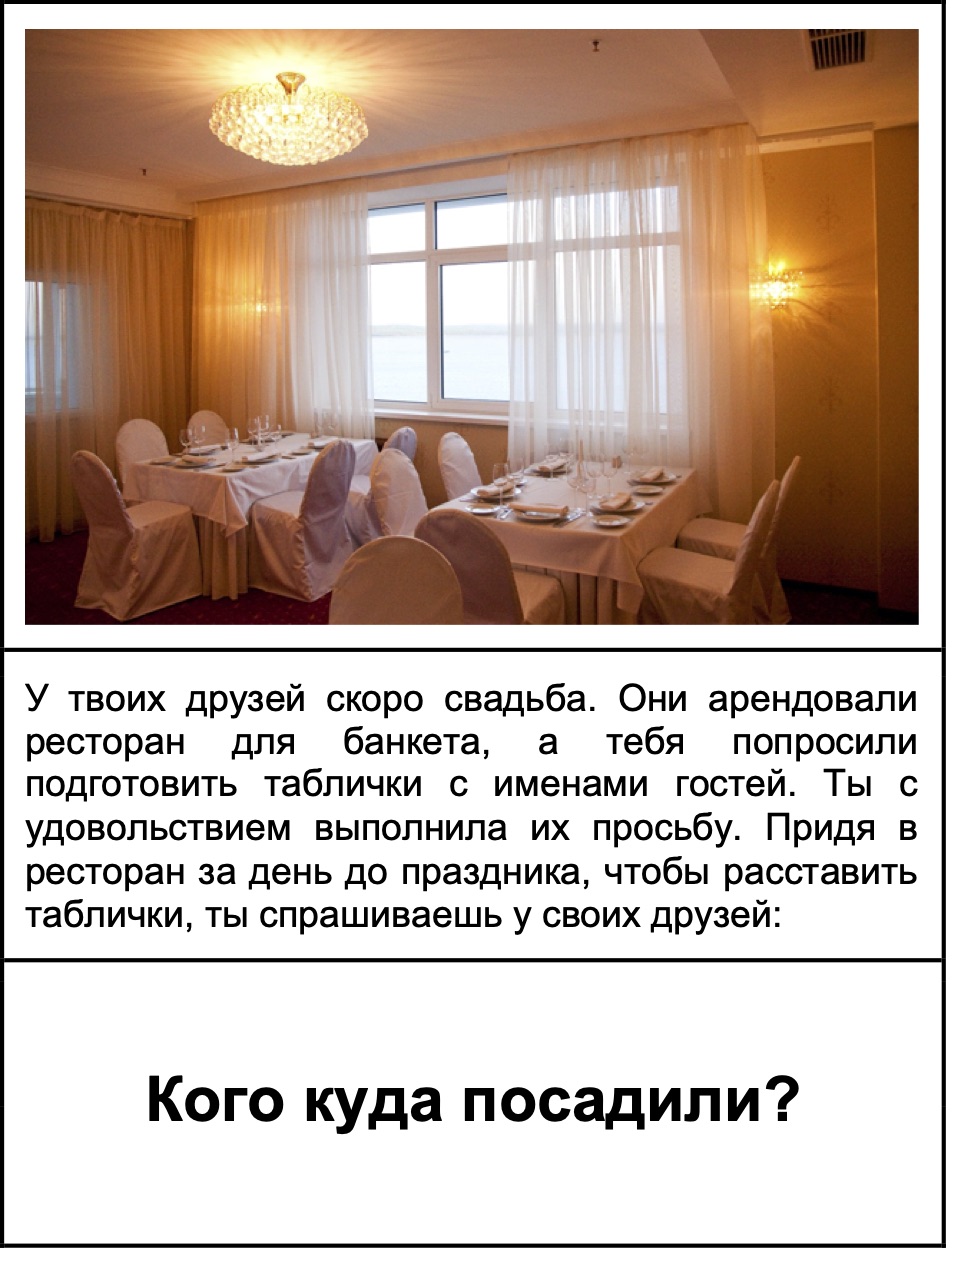 У твоих друзей скоро свадьба. Они арендовали
ресторан для банкета, а тебя попросили
подготовить таблички с именами гостей. Ты с
удовольствием выполнила их просьбу. Придя в
ресторан за день до праздника, чтобы расставить
таблички, ты спрашиваешь у своих друзей:
Кого куда посадили?